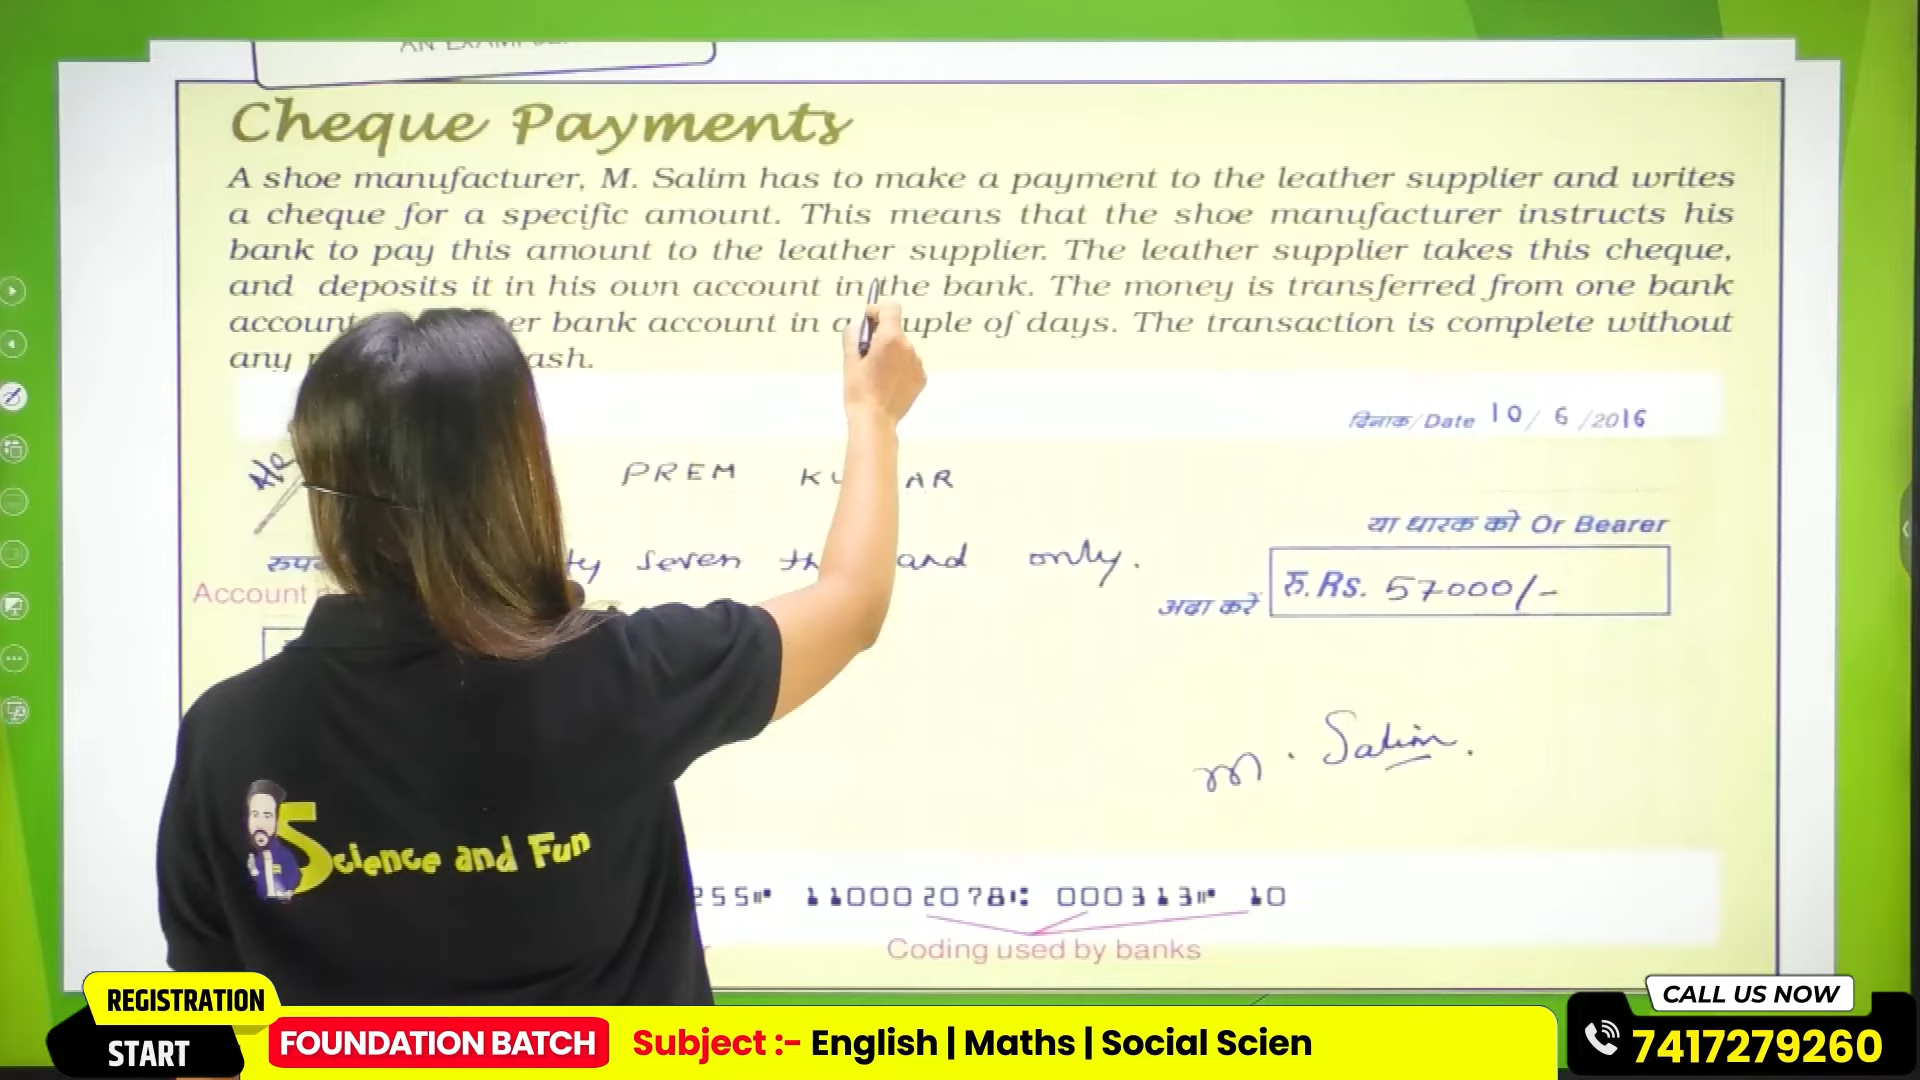 AN EXAMPLE
Cheque Payments
A shoe manufacturer, M. Salim has to make a payment to the leather supplier and writes
a cheque for a specific amount. This means that the shoe manufacturer instructs his
bank to pay this amount to the leather supplier. The leather supplier takes this cheque,
and deposits it in his own account in the bank. The money is transferred from one bank
account er bank account in a uple of days. The transaction is complete without
any ash.
दिनांक/Date 10/ 6 /2016
PREM KU AR
या धारक को Or Bearer
रुप ty seven th and only.
अदा करें रु.Rs. 57000/-
Account
M. Salim.
255 110002078 000313 10
Coding used by banks
Science and Fun
REGISTRATION
START
FOUNDATION BATCH Subject :- English | Maths | Social Scien
CALL US NOW
7417279260